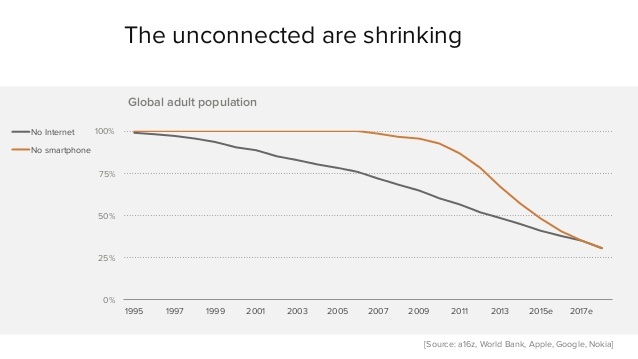 The unconnected are shrinking
Global adult population
No Internet
No smartphone
100%
75%
50%
25%
0%
1995 1997 1999 2001 2003 2005 2007 2009 2011 2013 2015e 2017e
[Source: a16z, World Bank, Apple, Google, Nokia]